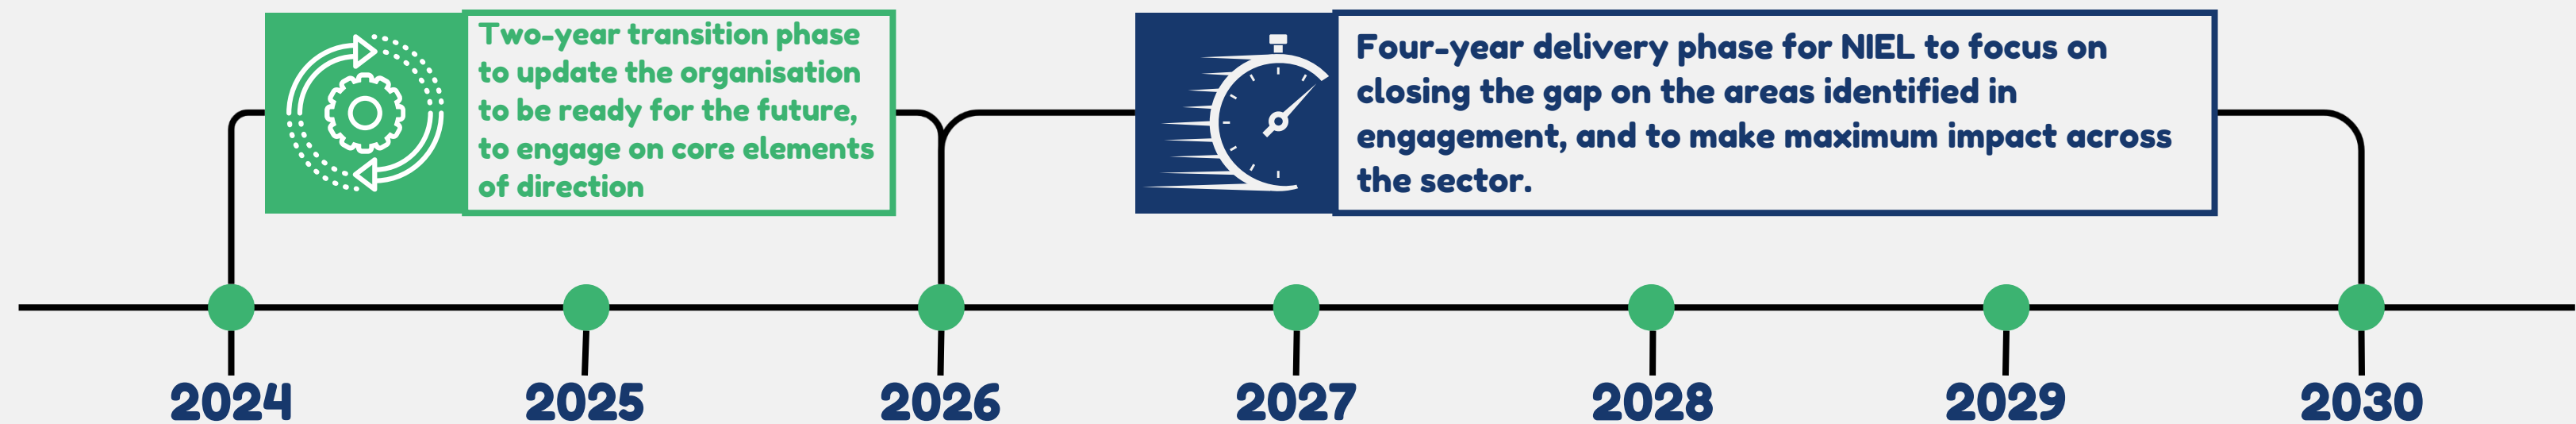 Two-year transition phase
to update the organisation
to be ready for the future,
to engage on core elements
of direction
Four-year delivery phase for NIEL to focus on
closing the gap on the areas identified in
engagement, and to make maximum impact across
the sector.
2024
2025
2026
2027
2028
2029
2030